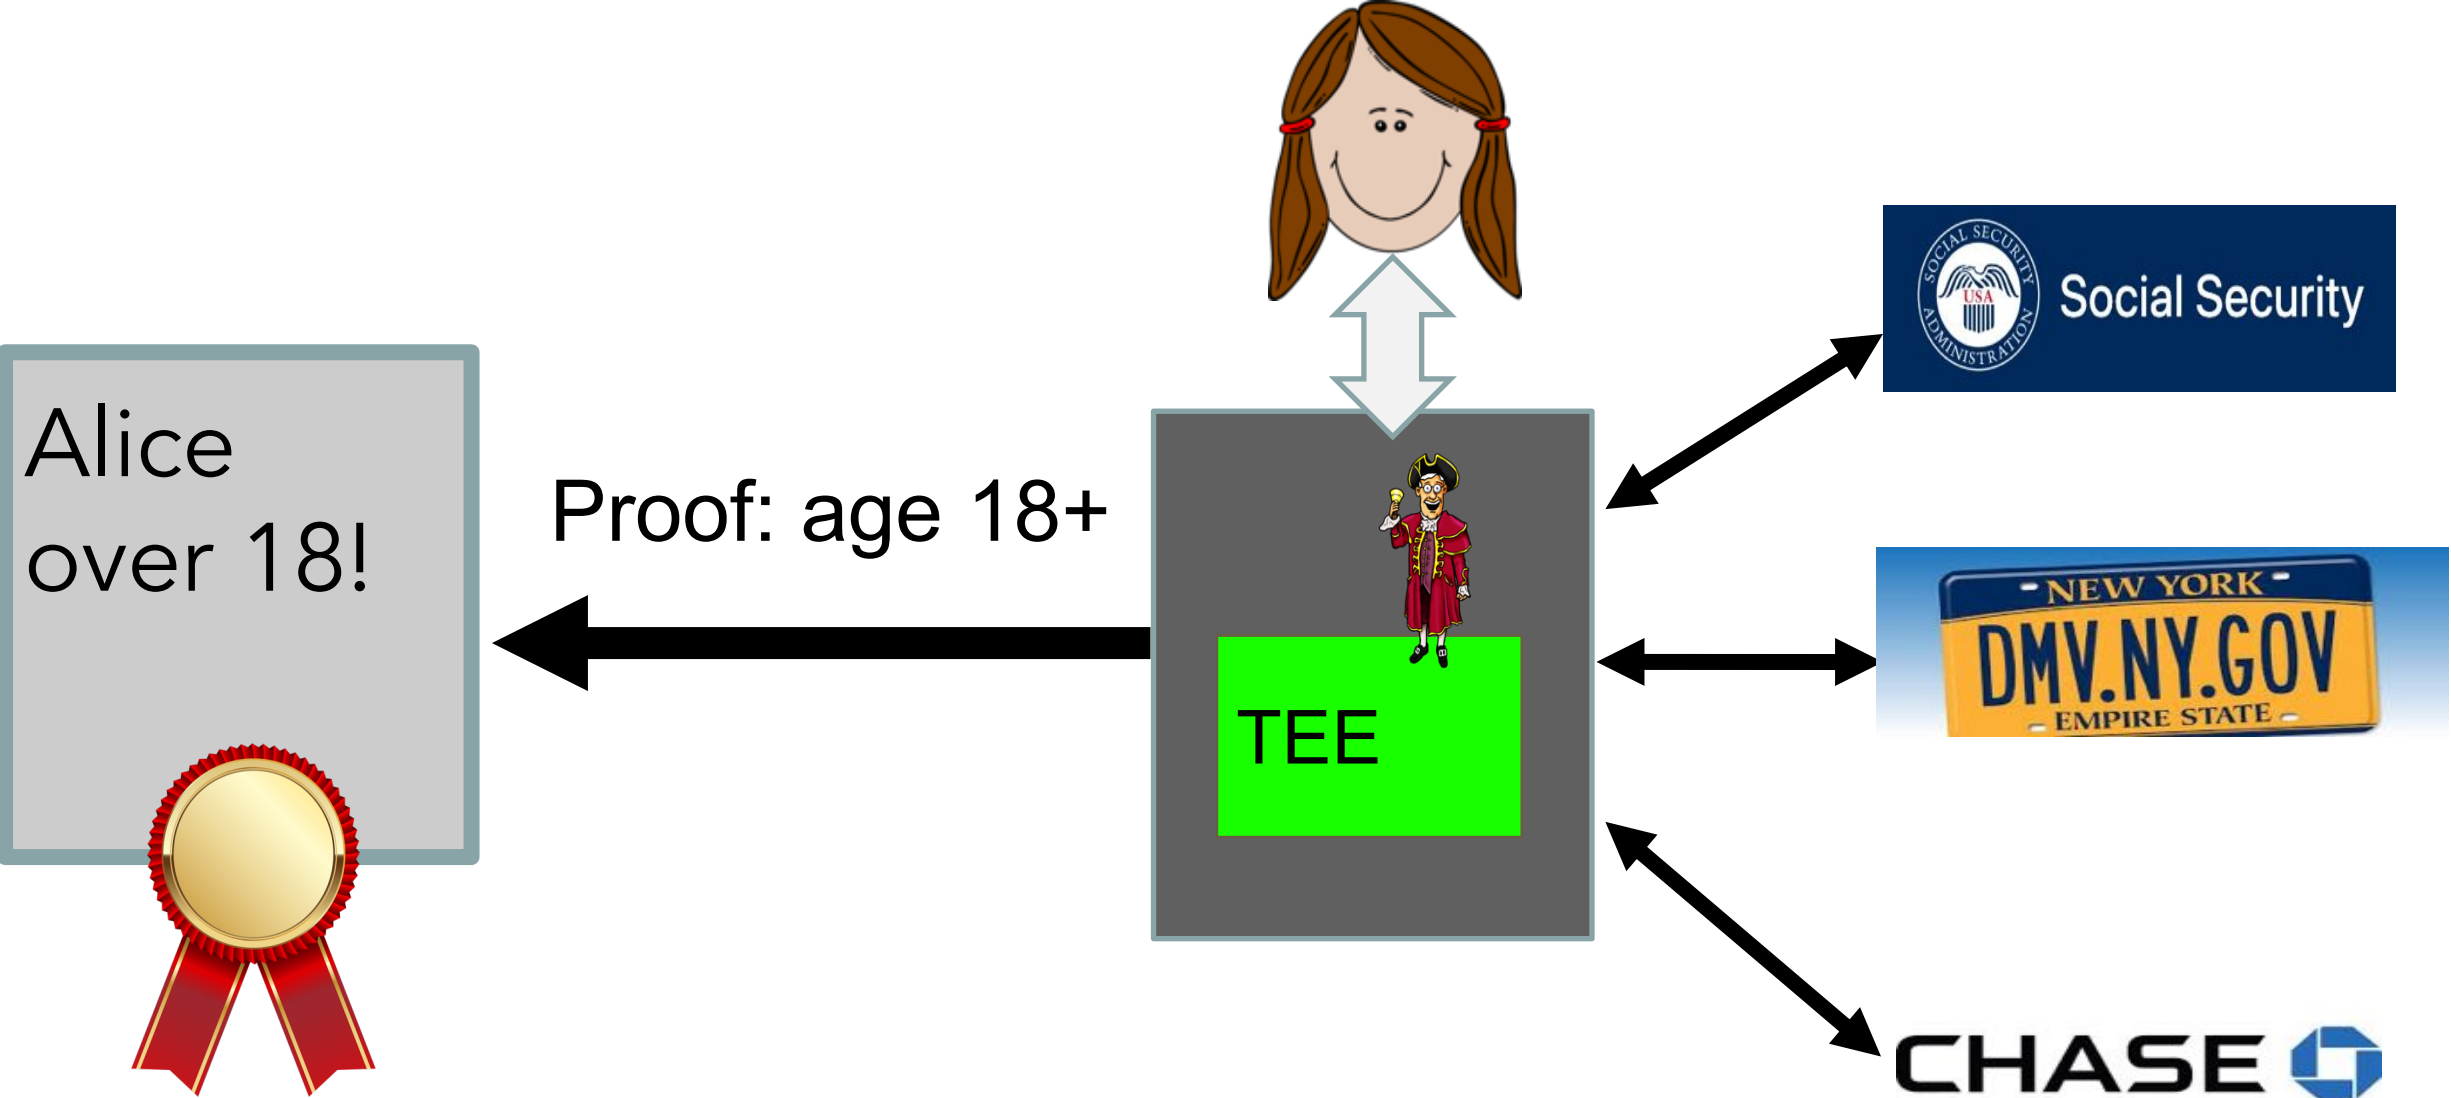 Alice
over 18!
Proof: age 18+
TEE
SOCIAL SECURITY
ADMINISTRATION
USA
Social Security
NEW YORK
DMV.NY.GOV
EMPIRE STATE
CHASE